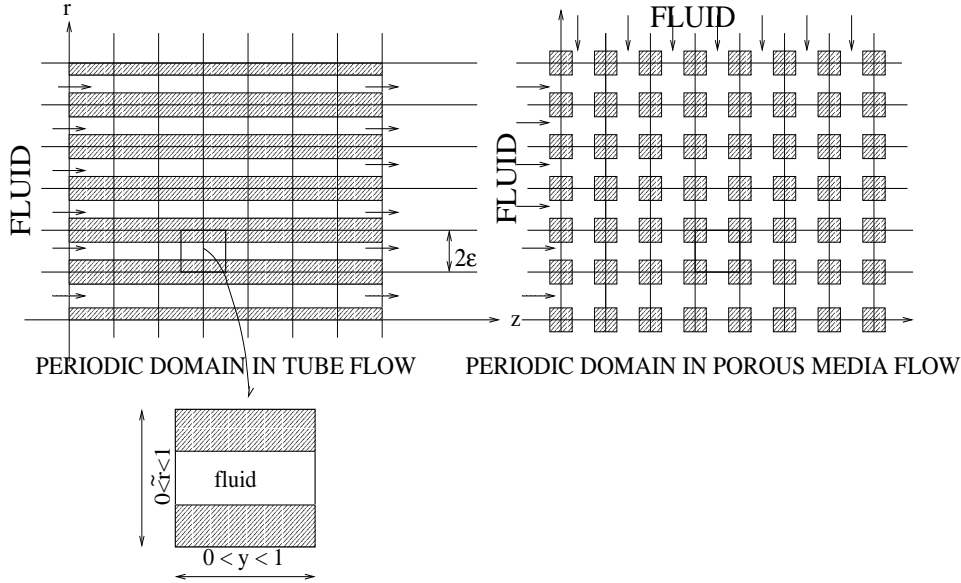 r
FLUID
2ε
PERIODIC DOMAIN IN TUBE FLOW
FLUID
FLUID
z
PERIODIC DOMAIN IN POROUS MEDIA FLOW
0<r̃<1
fluid
0 < y < 1